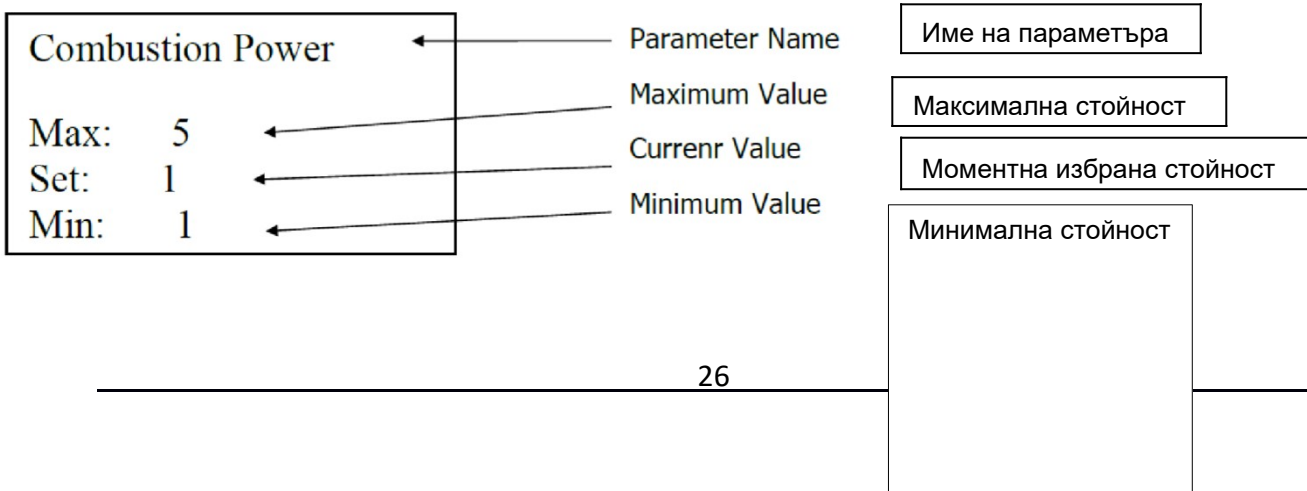 Combustion Power
Max: 5
Set: 1
Min: 1
Parameter Name
Maximum Value
Currenr Value
Minimum Value
Име на параметъра
Максимална стойност
Моментна избрана стойност
Минимална стойност
26